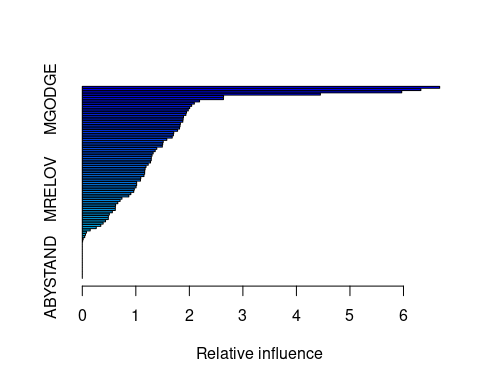 MGODGE
MRELOV
ABYSTAND
0 1 2 3 4 5 6
Relative influence